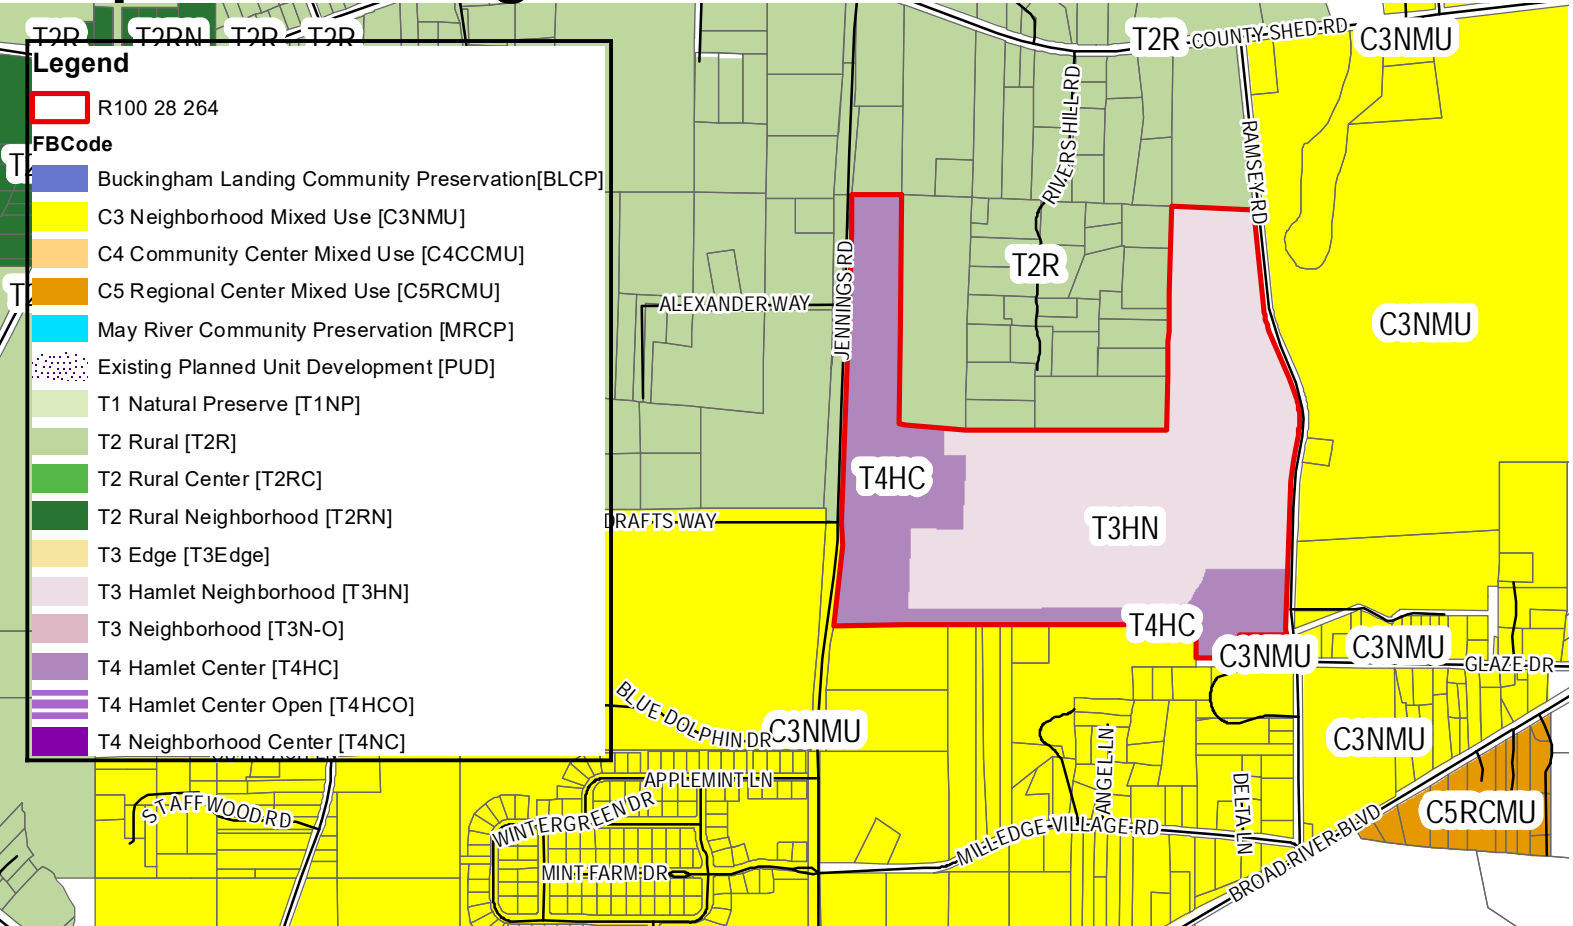 T2R
T2RN
T2R
T2R
Legend
R100 28 264
FBCode
Buckingham Landing Community Preservation[BLCP]
C3 Neighborhood Mixed Use [C3NMU]
C4 Community Center Mixed Use [C4CCMU]
C5 Regional Center Mixed Use [C5RCMU]
May River Community Preservation [MRCP]
Existing Planned Unit Development [PUD]
T1 Natural Preserve [T1NP]
T2 Rural [T2R]
T2 Rural Center [T2RC]
T2 Rural Neighborhood [T2RN]
T3 Edge [T3Edge]
T3 Hamlet Neighborhood [T3HN]
T3 Neighborhood [T3N-O]
T4 Hamlet Center [T4HC]
T4 Hamlet Center Open [T4HCO]
T4 Neighborhood Center [T4NC]
T2R
COUNTY SHED RD
C3NMU
RIVERS HILL RD
RAMSEY RD
T2R
JENNINGS RD
ALEXANDER WAY
C3NMU
T4HC
DRAFTS WAY
T3HN
T4HC
C3NMU
C3NMU
GLAZE DR
BLUE DOLPHIN DR
C3NMU
C3NMU
APPLEMINT LN
ANGEL LN
DELTA LN
STAFFWOOD RD
WINTERGREEN DR
C5RCMU
MILL EDGE VILLAGE RD
BROAD RIVER BLVD
MINT FARM DR